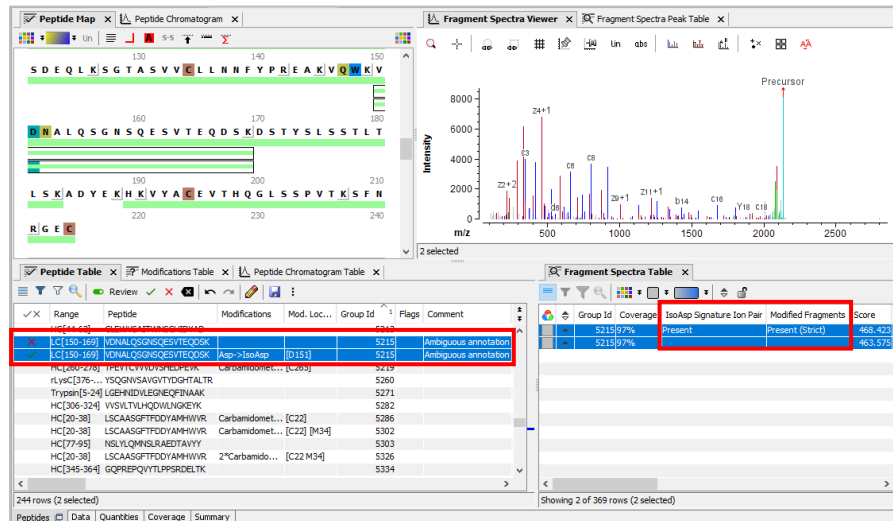 Peptide Map x Peptide Chromatogram x
lin S-S
130 140 150
S D E Q L K S G T A S V V C L L N N F Y P R E A K V Q W K V
160 170 180
D N A L Q S G N S Q E S V T E Q D S K D S T Y S L S S T L T
190 200 210
L S K A D Y E K H K V Y A C E V T H Q G L S S P V T K S F N
220 230 240
R G E C
Fragment Spectra Viewer x Fragment Spectra Peak Table x
lin abs
Precursor
8000
6000
4000
2000
0
Intensity
Z4+1
C3
C6
C8
Z2+2
d6
Z9+1
Z11+1
b14
C16
Y18
C18
m/z 500 1000 1500 2000 2500
2 selected
Peptide Table x Modifications Table x Peptide Chromatogram Table x
Review
Range Peptide Modifications Mod. Loc... Group Id 1 Flags Comment
LC[150-169] VDNALQSGNSQESVTEQDSK 5215 Ambiguous annotation
LC[150-169] VDNALQSGNSQESVTEQDSK Asp->IsoAsp [D151] 5215 Ambiguous annotation
HC[260-278] TPEVTCVVVDVSHEDPEVK Carbamidomet... [C265] 5219
rLysC[376-... YSQGNVSAVGVTYDGHTALTR 5260
Trypsin[5-24] LGEHNIDVLEGNEQFINAAK 5271
HC[306-324] VVSVLTVLHQDWLNGKEYK 5282
HC[20-38] LSCAASGFTFDDYAMHWVR Carbamidomet... [C22] 5286
HC[20-38] LSCAASGFTFDDYAMHWVR Carbamidomet... [C22] [M34] 5302
HC[77-95] NSLYLQMNSLRAEDTAVYY 5303
HC[20-38] LSCAASGFTFDDYAMHWVR 2*Carbamido... [C22 M34] 5326
HC[345-364] GQPREPQVYTLPPSRDELTK 5334
244 rows (2 selected)
Peptides Data Quantities Coverage Summary
Fragment Spectra Table x
Group Id Coverage IsoAsp Signature Ion Pair Modified Fragments Score
5215 97% Present Present (Strict) 468.423
5215 97% 463.575
Showing 2 of 369 rows (2 selected)